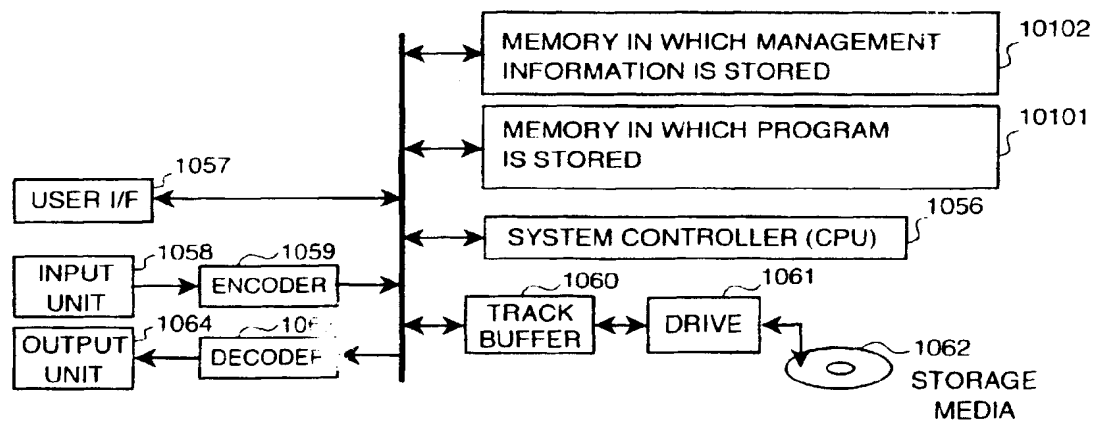 MEMORY IN WHICH MANAGEMENT
INFORMATION IS STORED
10102
MEMORY IN WHICH PROGRAM
IS STORED
10101
USER I/F
1057
SYSTEM CONTROLLER (CPU)
1056
INPUT
UNIT
1058
ENCODER
1059
TRACK
BUFFER
1060
DRIVE
1061
OUTPUT
UNIT
1064
DECODER
1062
STORAGE
MEDIA